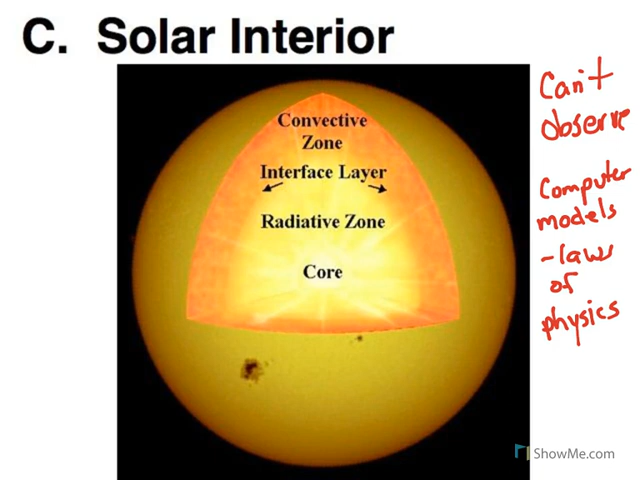 C. Solar Interior
Convective
Zone
Interface Layer
Radiative Zone
Core
Can't
observe
Computer
models
- laws
of
physics
ShowMe.com